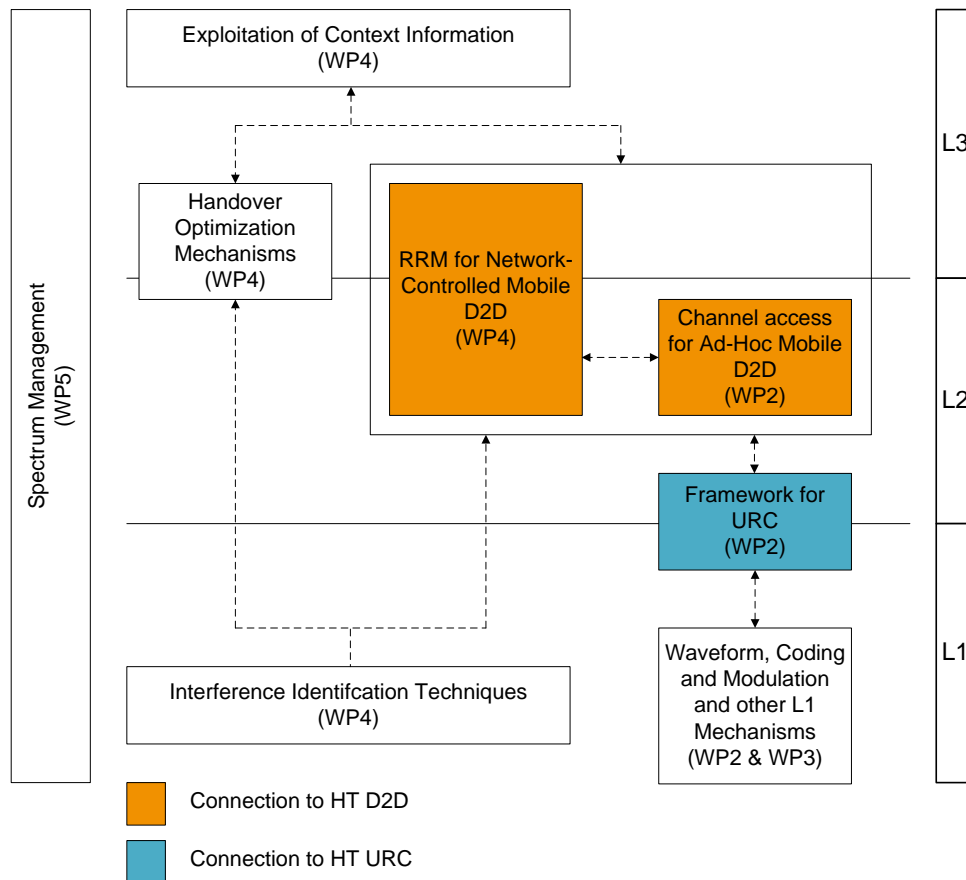 Spectrum Management
(WP5)
Exploitation of Context Information
(WP4)
L3
Handover
Optimization
Mechanisms
(WP4)
RRM for Network-
Controlled Mobile
D2D
(WP4)
Channel access
for Ad-Hoc Mobile
D2D
(WP2)
L2
Framework for
URC
(WP2)
Interference Identifcation Techniques
(WP4)
Waveform, Coding
and Modulation
and other L1
Mechanisms
(WP2 & WP3)
L1
Connection to HT D2D
Connection to HT URC